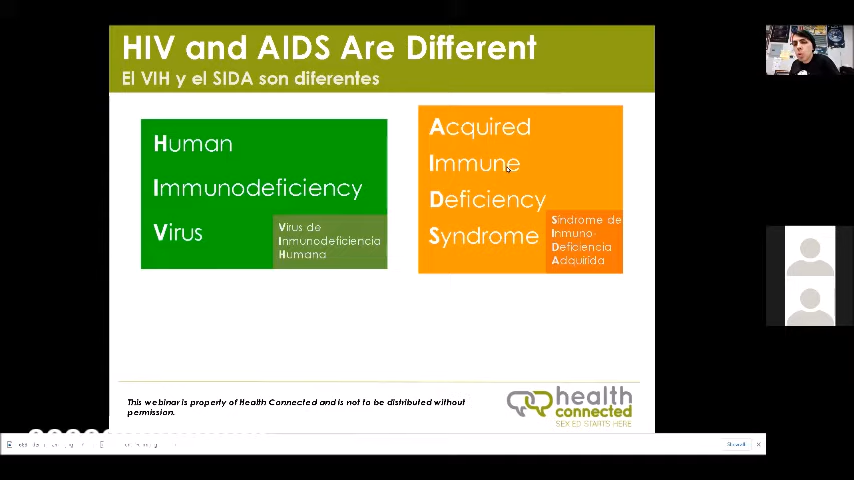 HIV and AIDS Are Different
El VIH y el SIDA son diferentes
Human
Immunodeficiency
Virus
Virus de
Inmunodeficiencia
Humana
Acquired
Immune
Deficiency
Syndrome
Síndrome de
Inmuno-
Deficiencia
Adquirida
This webinar is property of Health Connected and is not to be distributed without
permission.
health
connected
SEX ED STARTS HERE
Show all